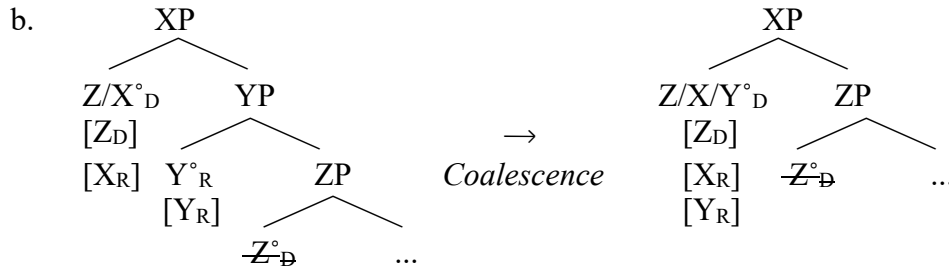 b. XP XP
Z/X°D YP Z/X/Y°D ZP
[ZD] → [ZD]
[XR] Y°R ZP Coalescence [XR] Z°D ...
[YR] [YR]
Z°D ...